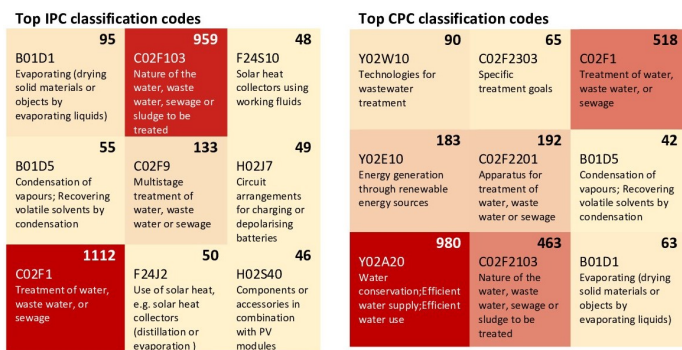 Top IPC classification codes
95
B01D1
Evaporating (drying
solid materials or
objects by
evaporating liquids)
959
C02F103
Nature of the
water, waste
water, sewage or
sludge to be
treated
48
F24S10
Solar heat
collectors using
working fluids
55
B01D5
Condensation of
vapours; Recovering
volatile solvents by
condensation
133
C02F9
Multistage
treatment of
water, waste
water or sewage
49
H02J7
Circuit
arrangements
for charging or
depolarising
batteries
1112
C02F1
Treatment of water,
waste water, or
sewage
50
F24J2
Use of solar heat,
e.g. solar heat
collectors
(distillation or
evaporation )
46
H02S40
Components or
accessories in
combination
with PV
modules
Top CPC classification codes
90
Y02W10
Technologies for
wastewater
treatment
65
C02F2303
Specific
treatment goals
518
C02F1
Treatment of water,
waste water, or
sewage
183
Y02E10
Energy generation
through renewable
energy sources
192
C02F2201
Apparatus for
treatment of
water, waste
water or sewage
42
B01D5
Condensation of
vapours; Recovering
volatile solvents by
condensation
980
Y02A20
Water
conservation;Efficient
water supply;Efficient
water use
463
C02F2103
Nature of the
water, waste
water, sewage or
sludge to be
treated
63
B01D1
Evaporating (drying
solid materials or
objects by
evaporating liquids)